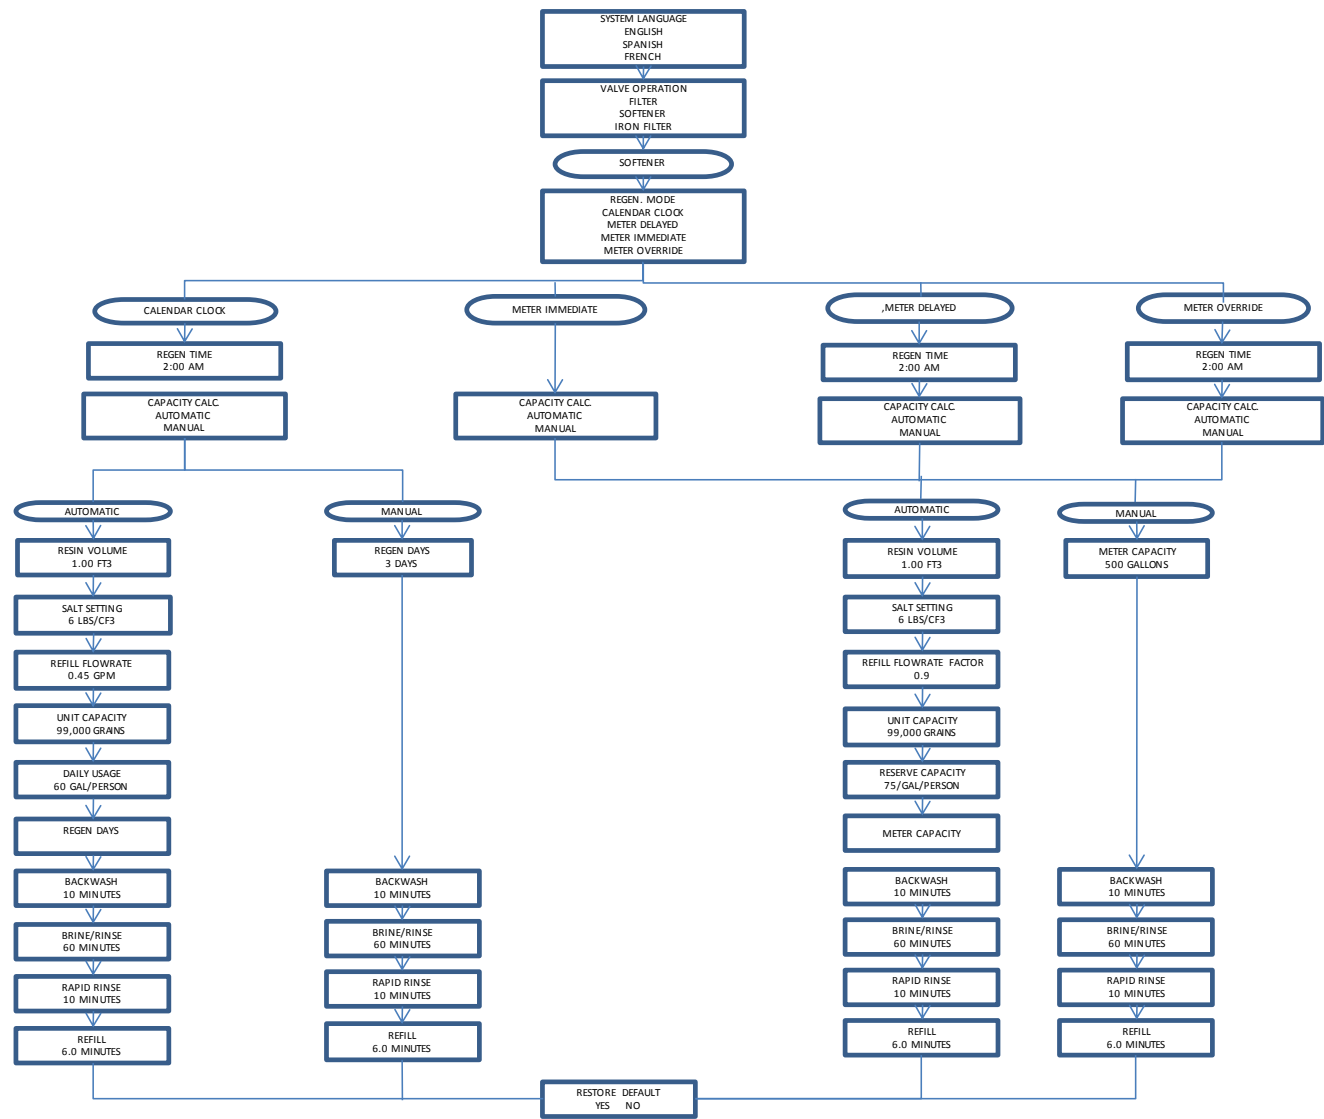 SYSTEM LANGUAGE
ENGLISH
SPANISH
FRENCH
VALVE OPERATION
FILTER
SOFTENER
IRON FILTER
SOFTENER
REGEN. MODE
CALENDAR CLOCK
METER DELAYED
METER IMMEDIATE
METER OVERRIDE
CALENDAR CLOCK
REGEN TIME
2:00 AM
CAPACITY CALC.
AUTOMATIC
MANUAL
METER IMMEDIATE
CAPACITY CALC.
AUTOMATIC
MANUAL
,METER DELAYED
REGEN TIME
2:00 AM
CAPACITY CALC.
AUTOMATIC
MANUAL
METER OVERRIDE
REGEN TIME
2:00 AM
CAPACITY CALC.
AUTOMATIC
MANUAL
AUTOMATIC
RESIN VOLUME
1.00 FT3
SALT SETTING
6 LBS/CF3
REFILL FLOWRATE
0.45 GPM
UNIT CAPACITY
99,000 GRAINS
DAILY USAGE
60 GAL/PERSON
REGEN DAYS
BACKWASH
10 MINUTES
BRINE/RINSE
60 MINUTES
RAPID RINSE
10 MINUTES
REFILL
6.0 MINUTES
MANUAL
REGEN DAYS
3 DAYS
BACKWASH
10 MINUTES
BRINE/RINSE
60 MINUTES
RAPID RINSE
10 MINUTES
REFILL
6.0 MINUTES
AUTOMATIC
RESIN VOLUME
1.00 FT3
SALT SETTING
6 LBS/CF3
REFILL FLOWRATE FACTOR
0.9
UNIT CAPACITY
99,000 GRAINS
RESERVE CAPACITY
75/GAL/PERSON
METER CAPACITY
BACKWASH
10 MINUTES
BRINE/RINSE
60 MINUTES
RAPID RINSE
10 MINUTES
REFILL
6.0 MINUTES
MANUAL
METER CAPACITY
500 GALLONS
BACKWASH
10 MINUTES
BRINE/RINSE
60 MINUTES
RAPID RINSE
10 MINUTES
REFILL
6.0 MINUTES
RESTORE DEFAULT
YES NO